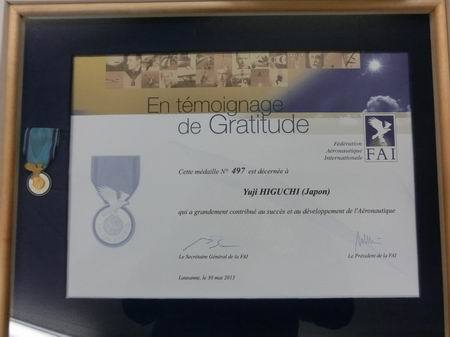 En témoignage
de Gratitude
Fédération
Aéronautique
Internationale
FAI
Cette médaille N° 497 est décernée à
Yuji HIGUCHI (Japon)
qui a grandement contribué au succès et au développement de l'Aéronautique
Le Secrétaire Général de la FAI
Le Président de la FAI
Lausanne, le 30 mai 2013